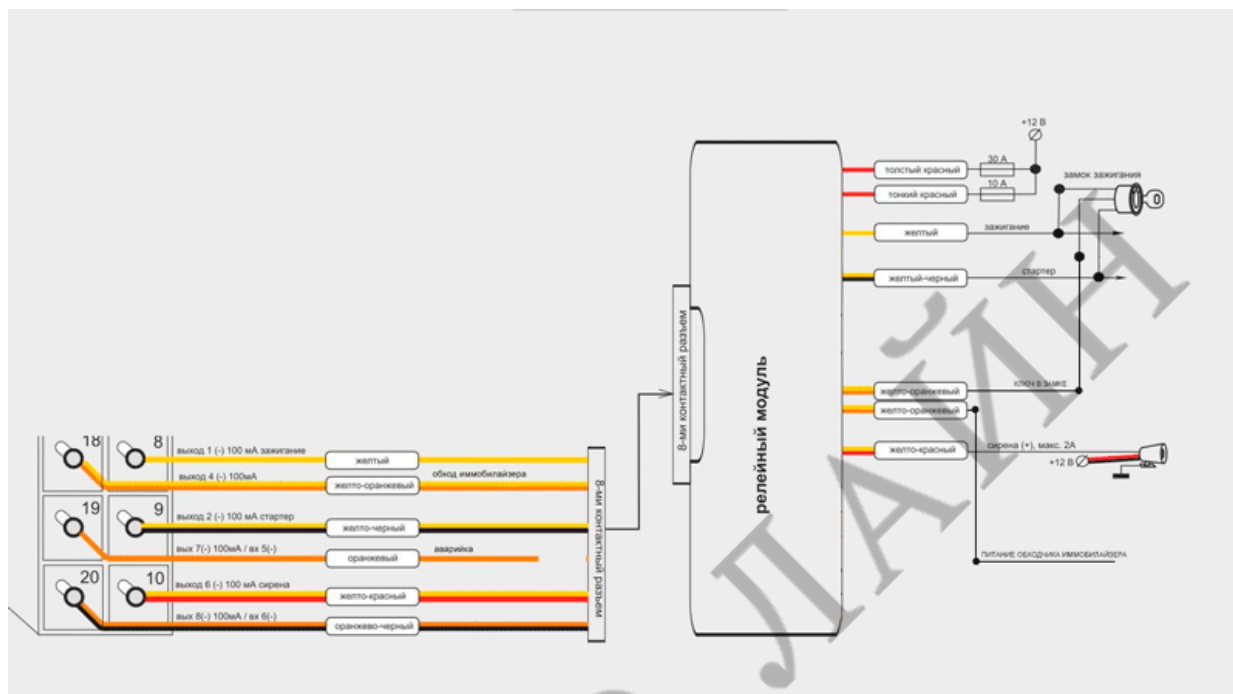 +12 В
толстый красный
30 А
тонкий красный
10 А
замок зажигания
желтый
зажигание
желтый-черный
стартер
8-ми контактный разъем
релейный модуль
желто-оранжевый
КЛЮЧ В ЗАМКЕ
желто-оранжевый
желто-красный
сирена (+), макс. 2А
+12 В
ПИТАНИЕ ОБХОДЧИКА ИММОБИЛАЙЗЕРА
18
8
выход 1 (-) 100 мА зажигание
желтый
выход 4 (-) 100мА
желто-оранжевый
обход иммобилайзера
19
9
выход 2 (-) 100 мА стартер
желто-черный
вых 7(-) 100мА / вх 5(-)
оранжевый
аварийка
20
10
выход 6 (-) 100 мА сирена
желто-красный
вых 8(-) 100мА / вх 6(-)
оранжево-черный
8-ми контактный разъем
ЛАЙН